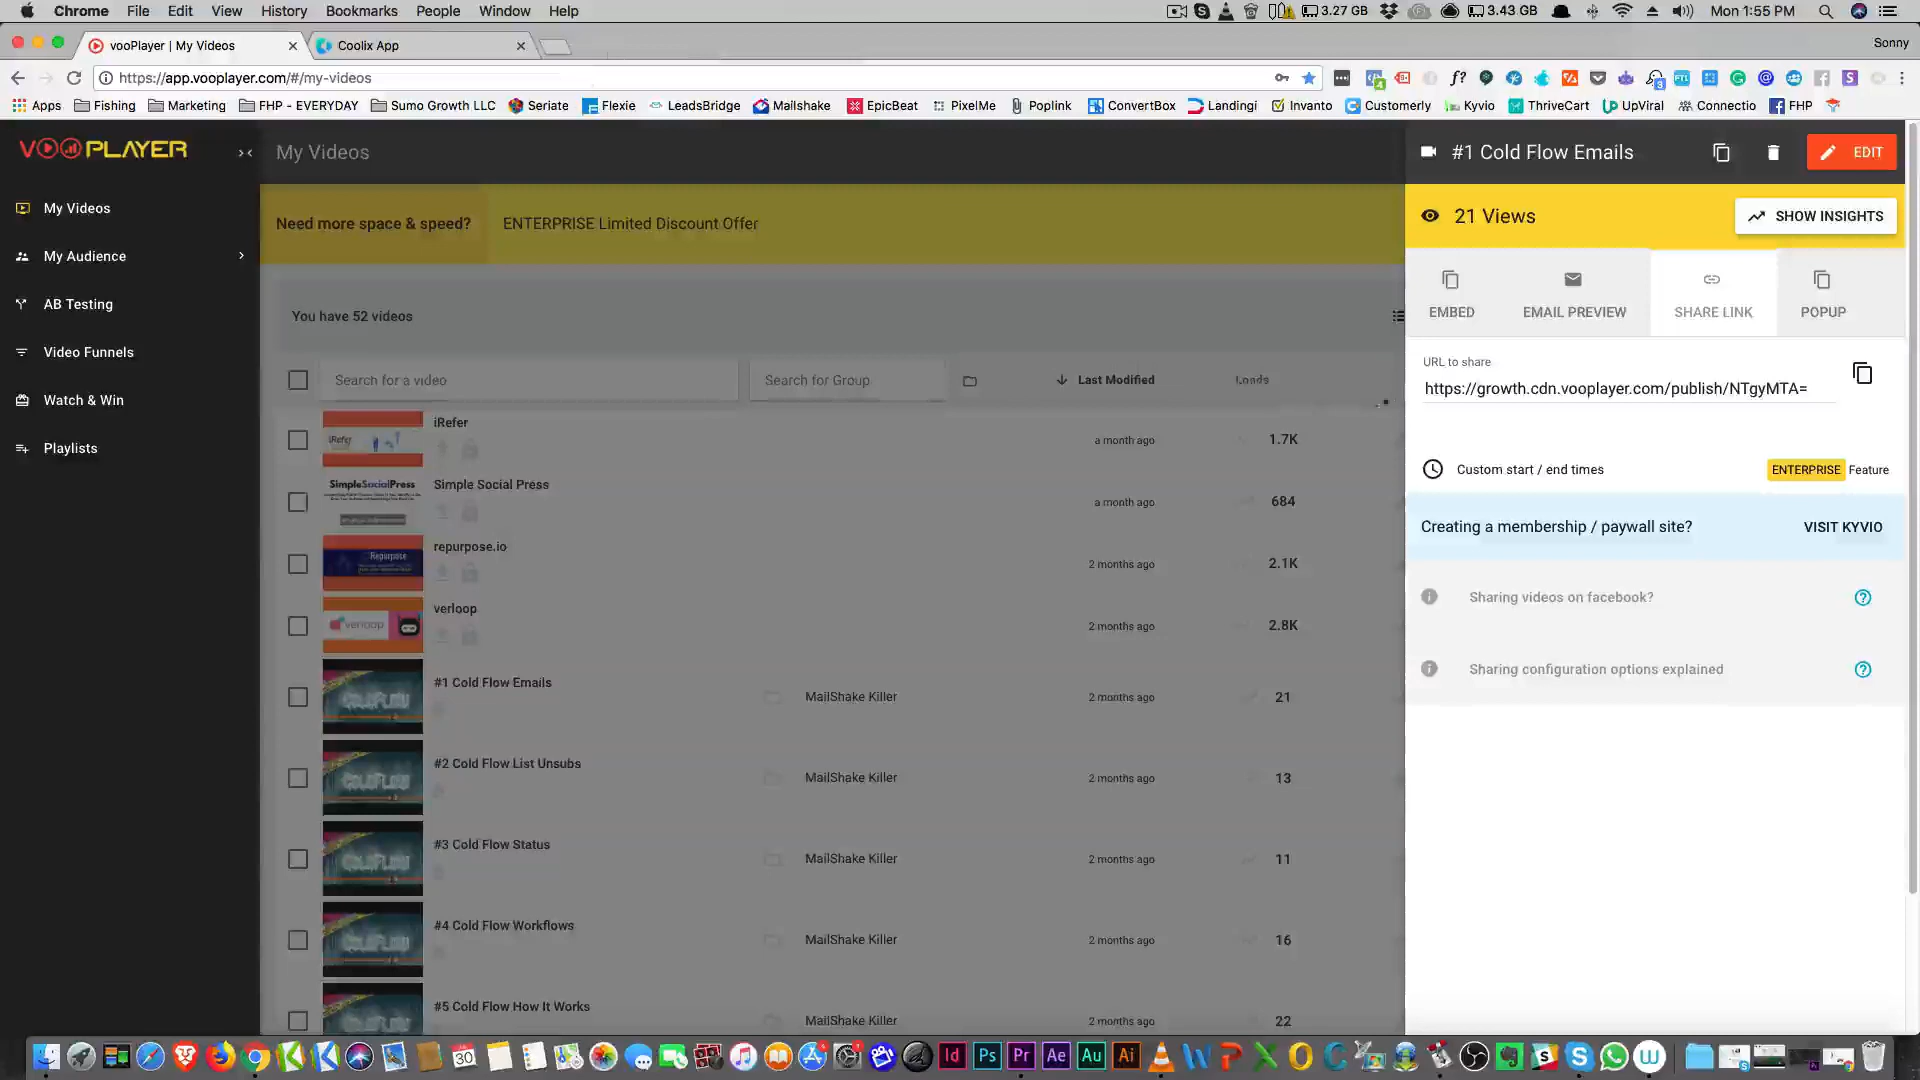 Chrome File Edit View History Bookmarks People Window Help
3.27 GB 3.43 GB Mon 1:55 PM
vooPlayer | My Videos
Coolix App
Sonny
https://app.vooplayer.com/#/my-videos
Apps Fishing Marketing FHP - EVERYDAY Sumo Growth LLC Seriate Flexie LeadsBridge Mailshake EpicBeat PixelMe Poplink ConvertBox Landingi Invanto Customerly Kyvio ThriveCart UpViral Connectio FHP
VOOPLAYER
My Videos
My Audience
AB Testing
Video Funnels
Watch & Win
Playlists
My Videos
Need more space & speed? ENTERPRISE Limited Discount Offer
You have 52 videos
Search for a video Search for Group Last Modified Loads
iRefer a month ago 1.7K
Simple Social Press a month ago 684
SimpleSocialPress
repurpose.io 2 months ago 2.1K
Repurpose
verloop 2 months ago 2.8K
verloop
#1 Cold Flow Emails MailShake Killer 2 months ago 21
#2 Cold Flow List Unsubs MailShake Killer 2 months ago 13
#3 Cold Flow Status MailShake Killer 2 months ago 11
#4 Cold Flow Workflows MailShake Killer 2 months ago 16
#5 Cold Flow How It Works MailShake Killer 2 months ago 22
#1 Cold Flow Emails
EDIT
21 Views
SHOW INSIGHTS
EMBED EMAIL PREVIEW SHARE LINK POPUP
URL to share
https://growth.cdn.vooplayer.com/publish/NTgyMTA=
Custom start / end times ENTERPRISE Feature
Creating a membership / paywall site? VISIT KYVIO
Sharing videos on facebook?
Sharing configuration options explained
30 Id Ps Pr Ae Au Ai